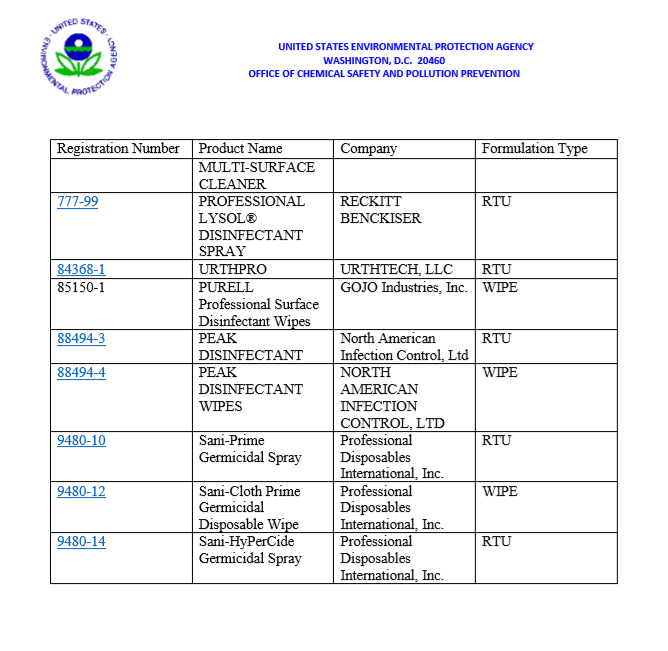 UNITED STATES ENVIRONMENTAL PROTECTION AGENCY
UNITED STATES ENVIRONMENTAL PROTECTION AGENCY
WASHINGTON, D.C. 20460
OFFICE OF CHEMICAL SAFETY AND POLLUTION PREVENTION
Registration Number Product Name Company Formulation Type
MULTI-SURFACE
CLEANER
777-99 PROFESSIONAL RECKITT RTU
LYSOL® BENCKISER
DISINFECTANT
SPRAY
84368-1 URTHPRO URTHTECH, LLC RTU
85150-1 PURELL GOJO Industries, Inc. WIPE
Professional Surface
Disinfectant Wipes
88494-3 PEAK North American RTU
DISINFECTANT Infection Control, Ltd
88494-4 PEAK NORTH WIPE
DISINFECTANT AMERICAN
WIPES INFECTION
CONTROL, LTD
9480-10 Sani-Prime Professional RTU
Germicidal Spray Disposables
International, Inc.
9480-12 Sani-Cloth Prime Professional WIPE
Germicidal Disposables
Disposable Wipe International, Inc.
9480-14 Sani-HyPerCide Professional RTU
Germicidal Spray Disposables
International, Inc.